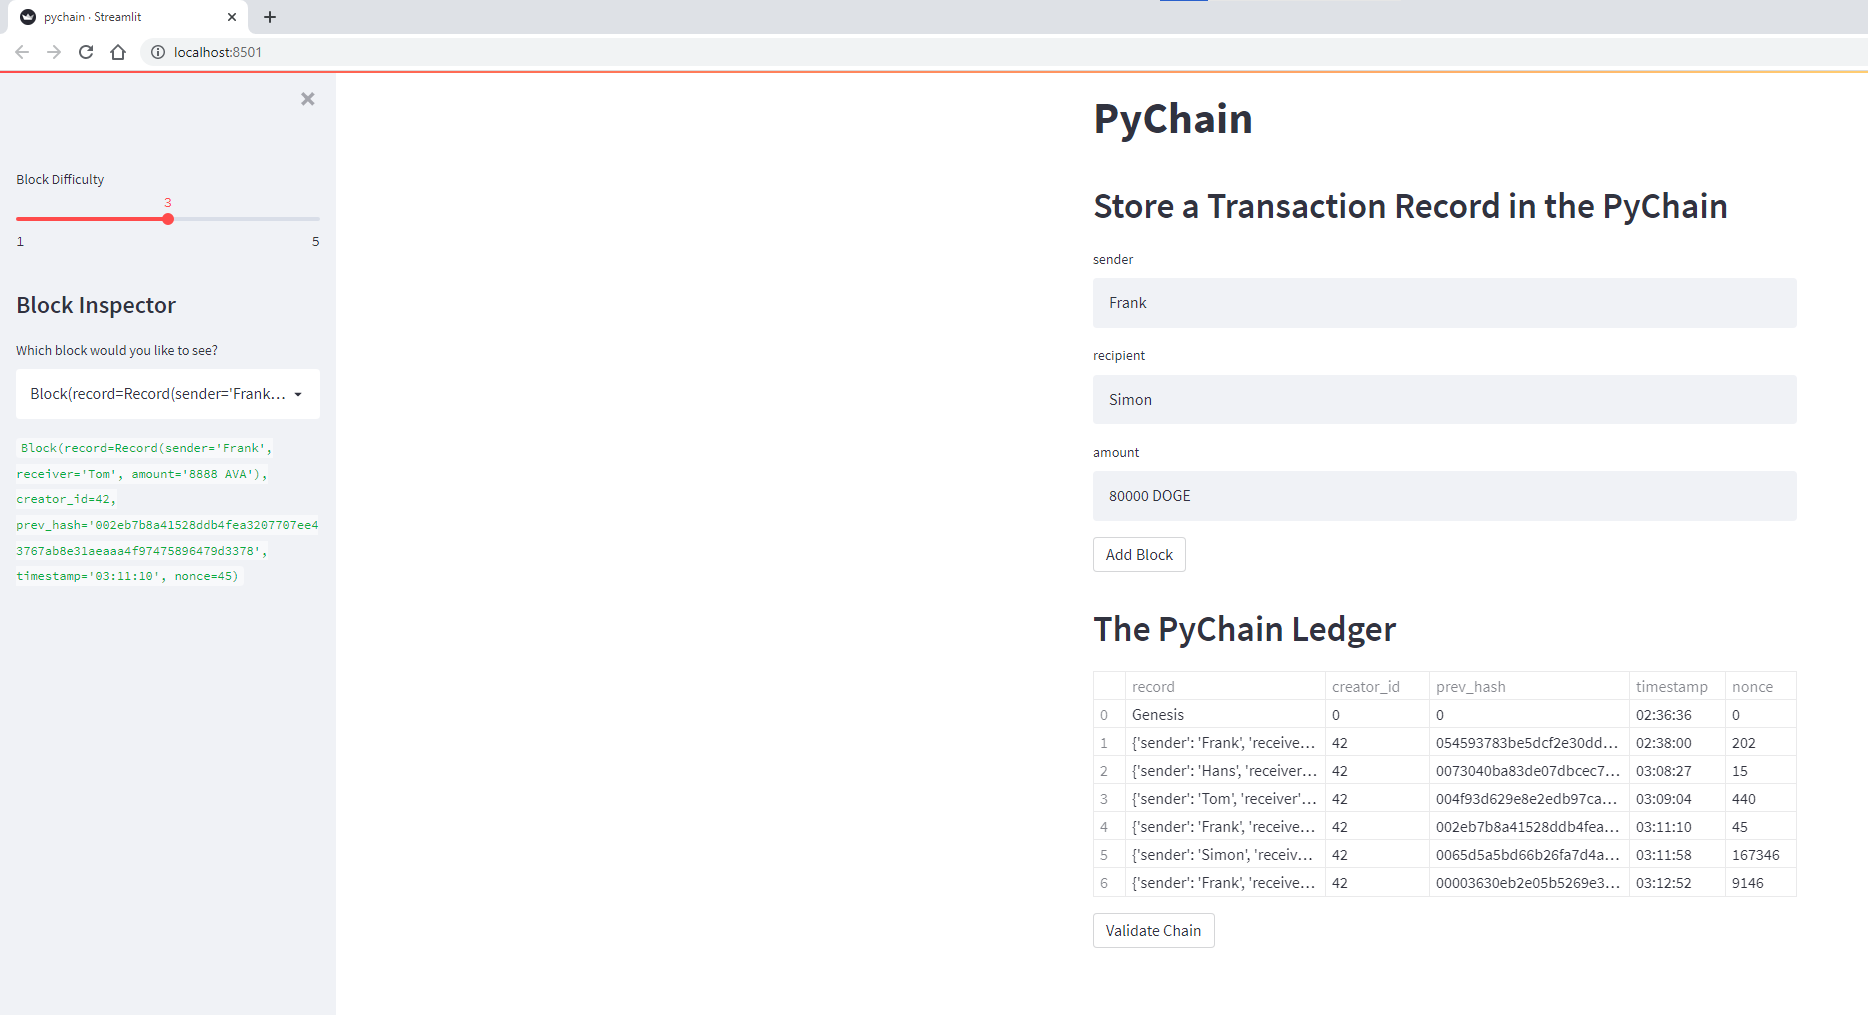 pychain · Streamlit
localhost:8501
Block Difficulty
3
1 5
Block Inspector
Which block would you like to see?
Block(record=Record(sender='Frank...
Block(record=Record(sender='Frank',
receiver='Tom', amount='8888 AVA'),
creator_id=42,
prev_hash='002eb7b8a41528ddb4fea3207707ee4
3767ab8e31aeaaa4f97475896479d3378',
timestamp='03:11:10', nonce=45)
PyChain
Store a Transaction Record in the PyChain
sender
Frank
recipient
Simon
amount
80000 DOGE
Add Block
The PyChain Ledger
record creator_id prev_hash timestamp nonce
0 Genesis 0 0 02:36:36 0
1 {'sender': 'Frank', 'receive... 42 054593783be5dcf2e30dd... 02:38:00 202
2 {'sender': 'Hans', 'receiver... 42 0073040ba83de07dbcec7... 03:08:27 15
3 {'sender': 'Tom', 'receiver'... 42 004f93d629e8e2edb97ca... 03:09:04 440
4 {'sender': 'Frank', 'receive... 42 002eb7b8a41528ddb4fea... 03:11:10 45
5 {'sender': 'Simon', 'receiv... 42 0065d5a5bd66b26fa7d4a... 03:11:58 167346
6 {'sender': 'Frank', 'receive... 42 00003630eb2e05b5269e3... 03:12:52 9146
Validate Chain